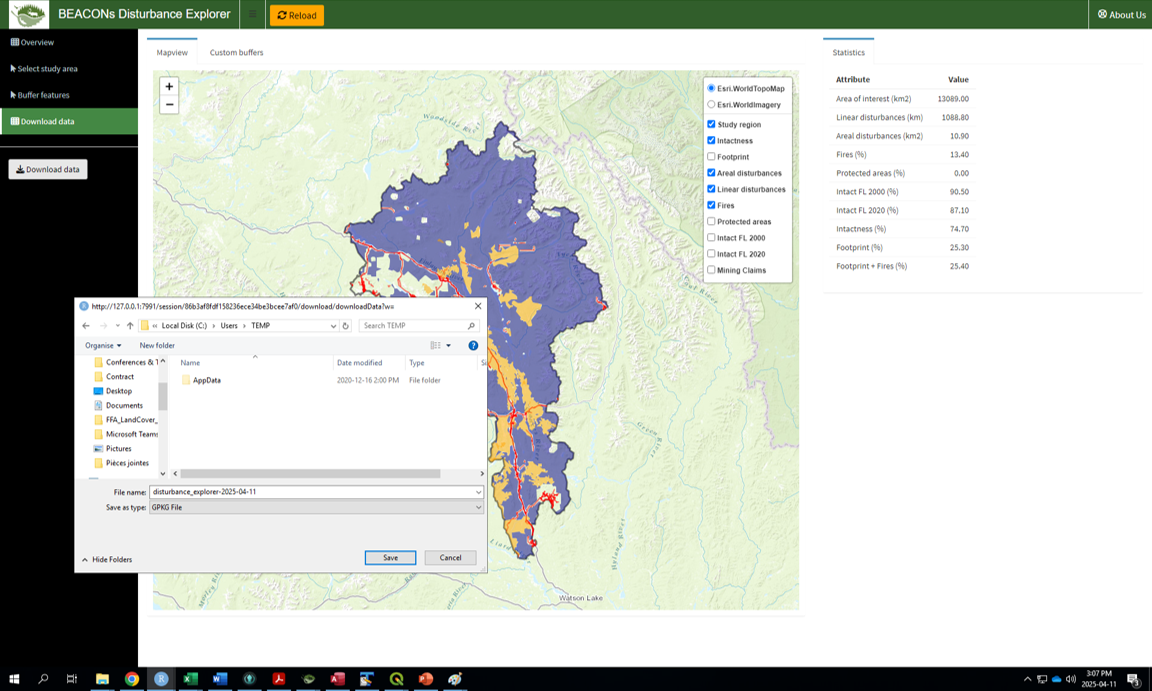 BEACONs Disturbance Explorer
Reload
About Us
Overview
Select study area
Buffer features
Download data
Download data
Mapview
Custom buffers
+
−
Woodside River
Esri.WorldTopoMap
Esri.WorldImagery
Study region
Intactness
Footprint
Areal disturbances
Linear disturbances
Fires
Protected areas
Intact FL 2000
Intact FL 2020
Mining Claims
Statistics
Attribute Value
Area of interest (km2) 13089.00
Linear disturbances (km) 1088.80
Areal disturbances (km2) 10.90
Fires (%) 13.40
Protected areas (%) 0.00
Intact FL 2000 (%) 90.50
Intact FL 2020 (%) 87.10
Intactness (%) 74.70
Footprint (%) 25.30
Footprint + Fires (%) 25.40
http://127.0.0.1:7991/session/86b3af8fdf158236ece34be3bcee7af0/download/downloadData?w=
« Local Disk (C:) › Users › TEMP
Search TEMP
Organise
New folder
Name Date modified Type Si
AppData 2020-12-16 2:00 PM File folder
Conferences & T
Contract
Desktop
Documents
FFA_LandCover_
Microsoft Teams
Pictures
Pièces jointes
File name: disturbance_explorer-2025-04-11
Save as type: GPKG File
Hide Folders
Save
Cancel
Hyland River
Watson Lake
3:07 PM
2025-04-11
3